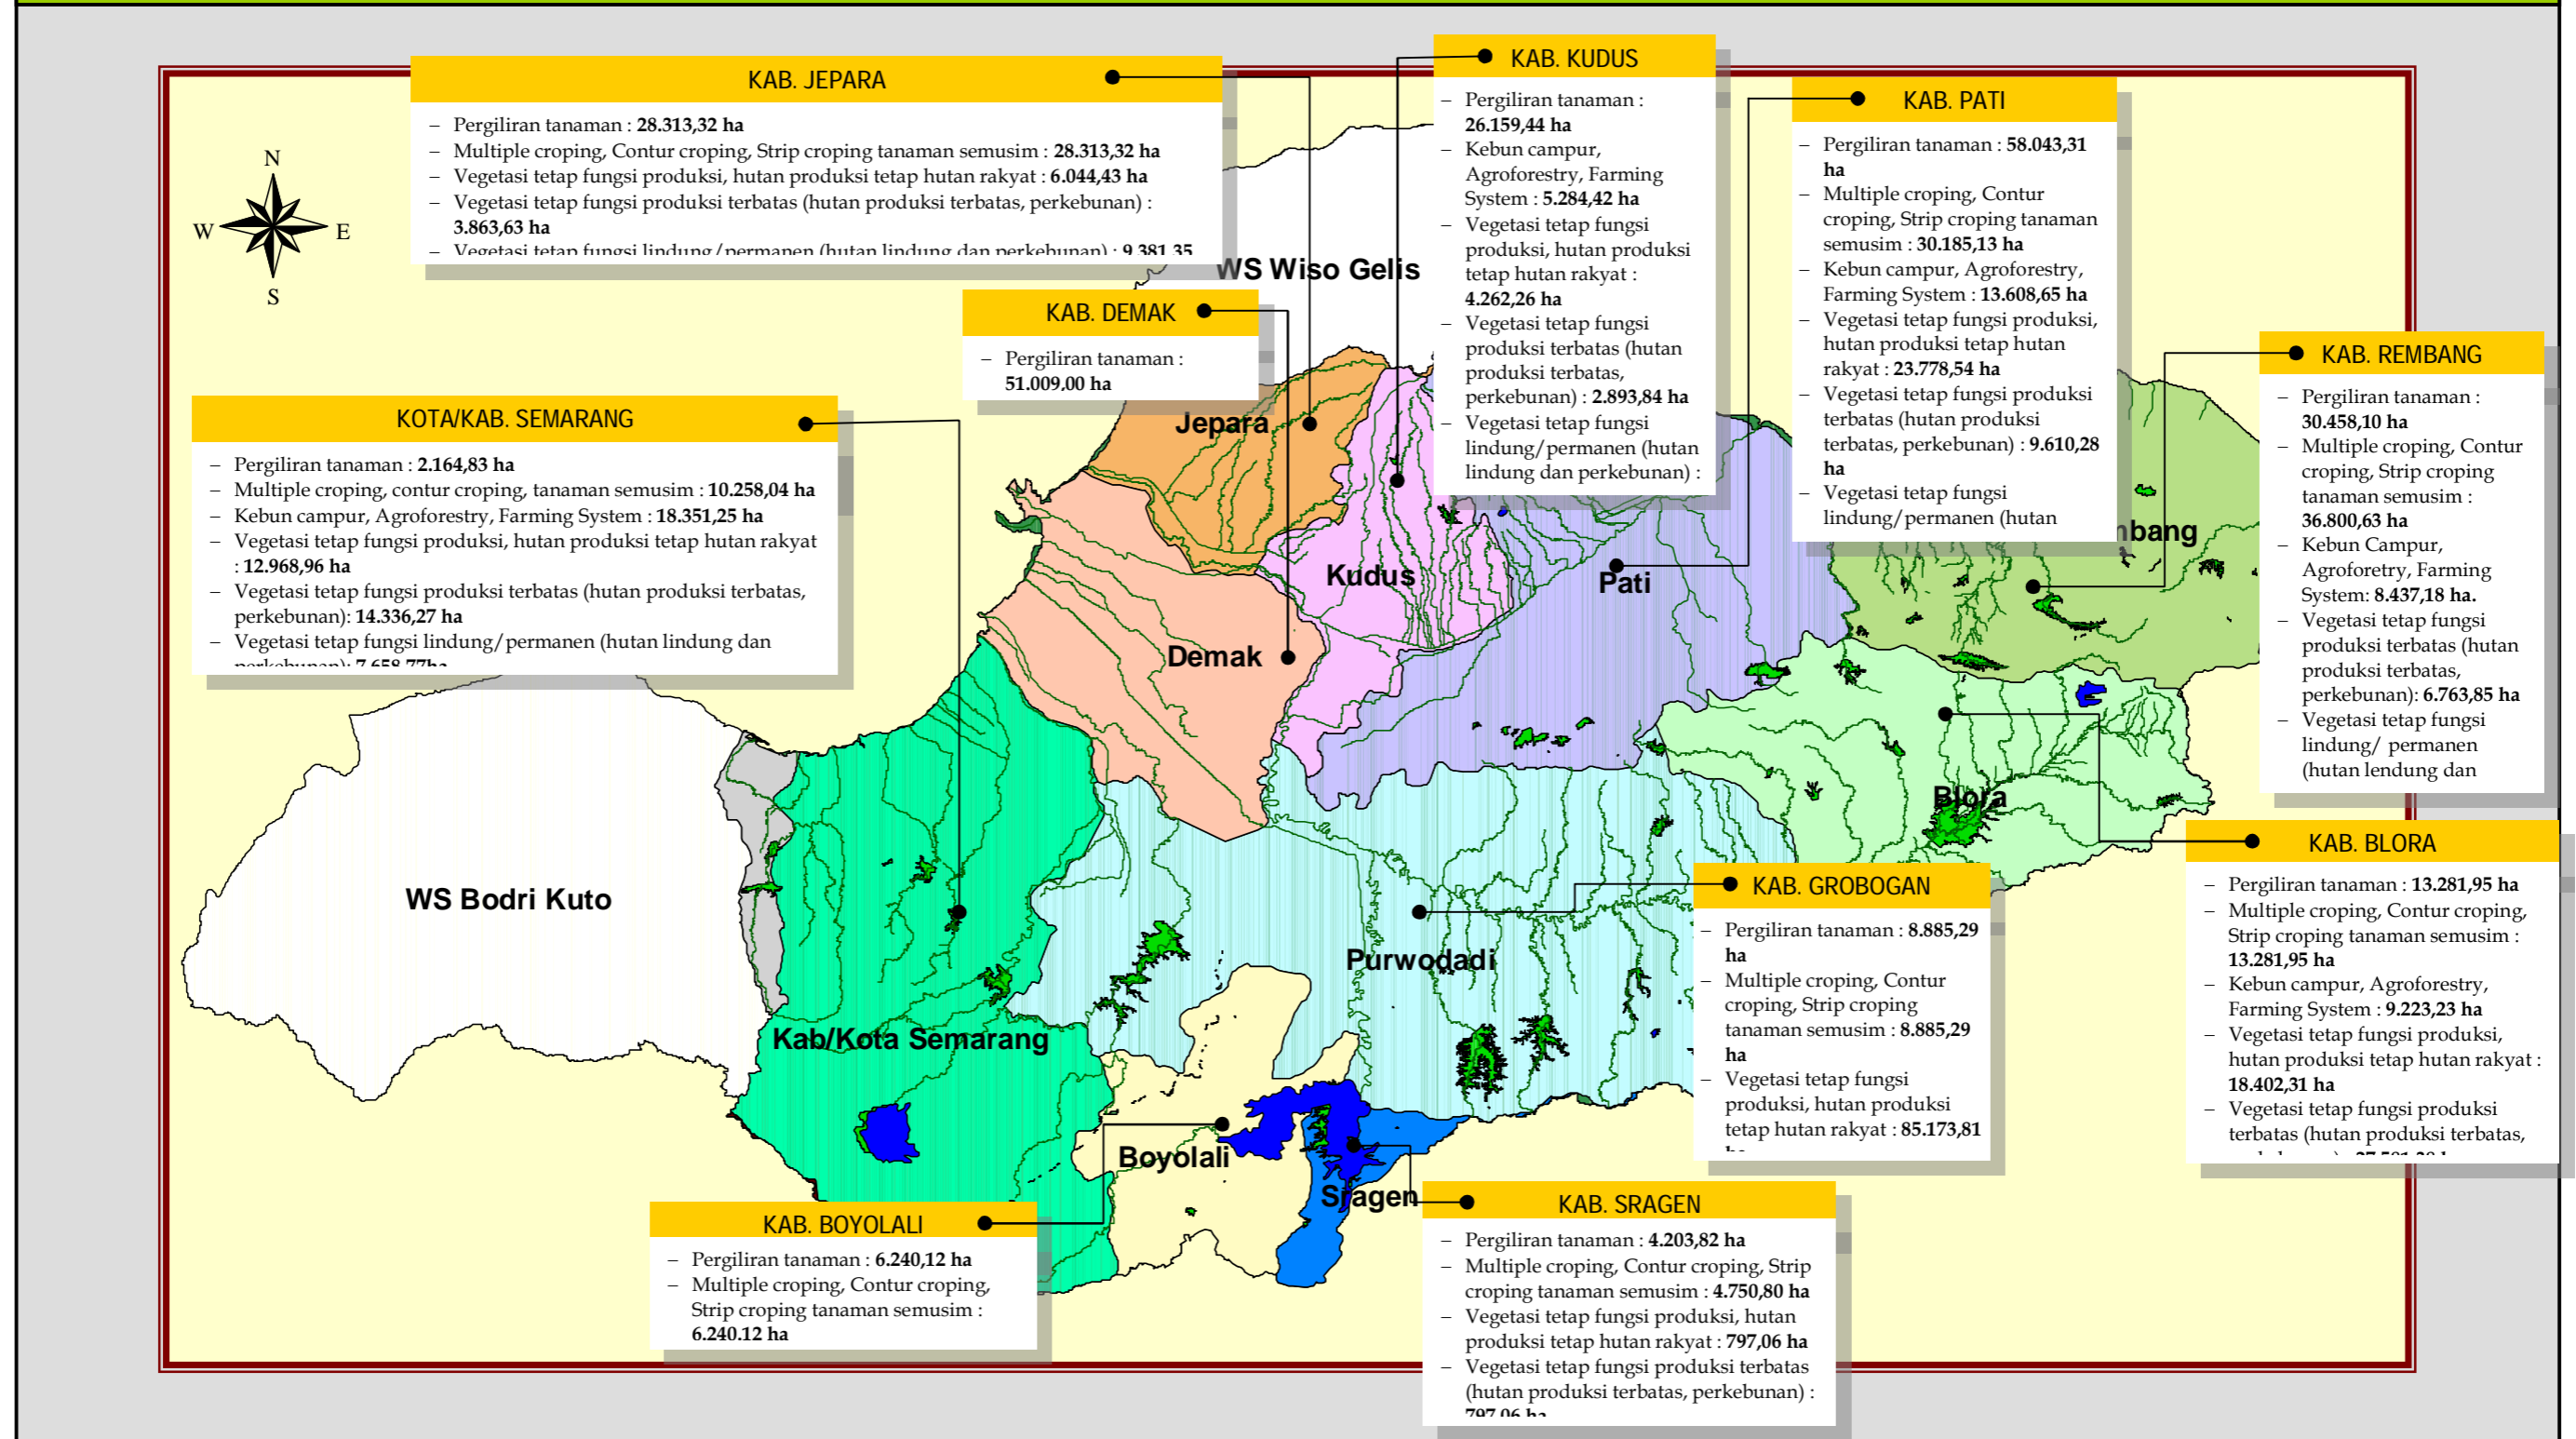 KAB. JEPARA
– Pergiliran tanaman : 28.313,32 ha
– Multiple croping, Contur croping, Strip croping tanaman semusim : 28.313,32 ha
– Vegetasi tetap fungsi produksi, hutan produksi tetap hutan rakyat : 6.044,43 ha
– Vegetasi tetap fungsi produksi terbatas (hutan produksi terbatas, perkebunan) :
3.863,63 ha
– Vegetasi tetap fungsi lindung/permanen (hutan lindung dan perkebunan) : 9.381,35
KAB. KUDUS
– Pergiliran tanaman :
26.159,44 ha
– Kebun campur,
Agroforestry, Farming
System : 5.284,42 ha
– Vegetasi tetap fungsi
produksi, hutan produksi
tetap hutan rakyat :
4.262,26 ha
– Vegetasi tetap fungsi
produksi terbatas (hutan
produksi terbatas,
perkebunan) : 2.893,84 ha
– Vegetasi tetap fungsi
lindung/permanen (hutan
lindung dan perkebunan) :
KAB. PATI
– Pergiliran tanaman : 58.043,31
ha
– Multiple croping, Contur
croping, Strip croping tanaman
semusim : 30.185,13 ha
– Kebun campur, Agroforestry,
Farming System : 13.608,65 ha
– Vegetasi tetap fungsi produksi,
hutan produksi tetap hutan
rakyat : 23.778,54 ha
– Vegetasi tetap fungsi produksi
terbatas (hutan produksi
terbatas, perkebunan) : 9.610,28
ha
– Vegetasi tetap fungsi
lindung/permanen (hutan
N
W E
S
WS Wiso Gelis
KAB. DEMAK
– Pergiliran tanaman :
51.009,00 ha
KAB. REMBANG
– Pergiliran tanaman :
30.458,10 ha
– Multiple croping, Contur
croping, Strip croping
tanaman semusim :
36.800,63 ha
– Kebun Campur,
Agroforetry, Farming
System: 8.437,18 ha.
– Vegetasi tetap fungsi
produksi terbatas (hutan
produksi terbatas,
perkebunan): 6.763,85 ha
– Vegetasi tetap fungsi
lindung/ permanen
(hutan lendung dan
KOTA/KAB. SEMARANG
– Pergiliran tanaman : 2.164,83 ha
– Multiple croping, contur croping, tanaman semusim : 10.258,04 ha
– Kebun campur, Agroforestry, Farming System : 18.351,25 ha
– Vegetasi tetap fungsi produksi, hutan produksi tetap hutan rakyat
: 12.968,96 ha
– Vegetasi tetap fungsi produksi terbatas (hutan produksi terbatas,
perkebunan): 14.336,27 ha
– Vegetasi tetap fungsi lindung/permanen (hutan lindung dan
perkebunan): 7.658,77ha
Jepara
Kudus
Pati
mbang
Demak
Blora
WS Bodri Kuto
Purwodadi
Kab/Kota Semarang
Boyolali
Sragen
KAB. BLORA
– Pergiliran tanaman : 13.281,95 ha
– Multiple croping, Contur croping,
Strip croping tanaman semusim :
13.281,95 ha
– Kebun campur, Agroforestry,
Farming System : 9.223,23 ha
– Vegetasi tetap fungsi produksi,
hutan produksi tetap hutan rakyat :
18.402,31 ha
– Vegetasi tetap fungsi produksi
terbatas (hutan produksi terbatas,
KAB. GROBOGAN
– Pergiliran tanaman : 8.885,29
ha
– Multiple croping, Contur
croping, Strip croping
tanaman semusim : 8.885,29
ha
– Vegetasi tetap fungsi
produksi, hutan produksi
tetap hutan rakyat : 85.173,81
KAB. BOYOLALI
– Pergiliran tanaman : 6.240,12 ha
– Multiple croping, Contur croping,
Strip croping tanaman semusim :
6.240.12 ha
KAB. SRAGEN
– Pergiliran tanaman : 4.203,82 ha
– Multiple croping, Contur croping, Strip
croping tanaman semusim : 4.750,80 ha
– Vegetasi tetap fungsi produksi, hutan
produksi tetap hutan rakyat : 797,06 ha
– Vegetasi tetap fungsi produksi terbatas
(hutan produksi terbatas, perkebunan) :
797,06 ha